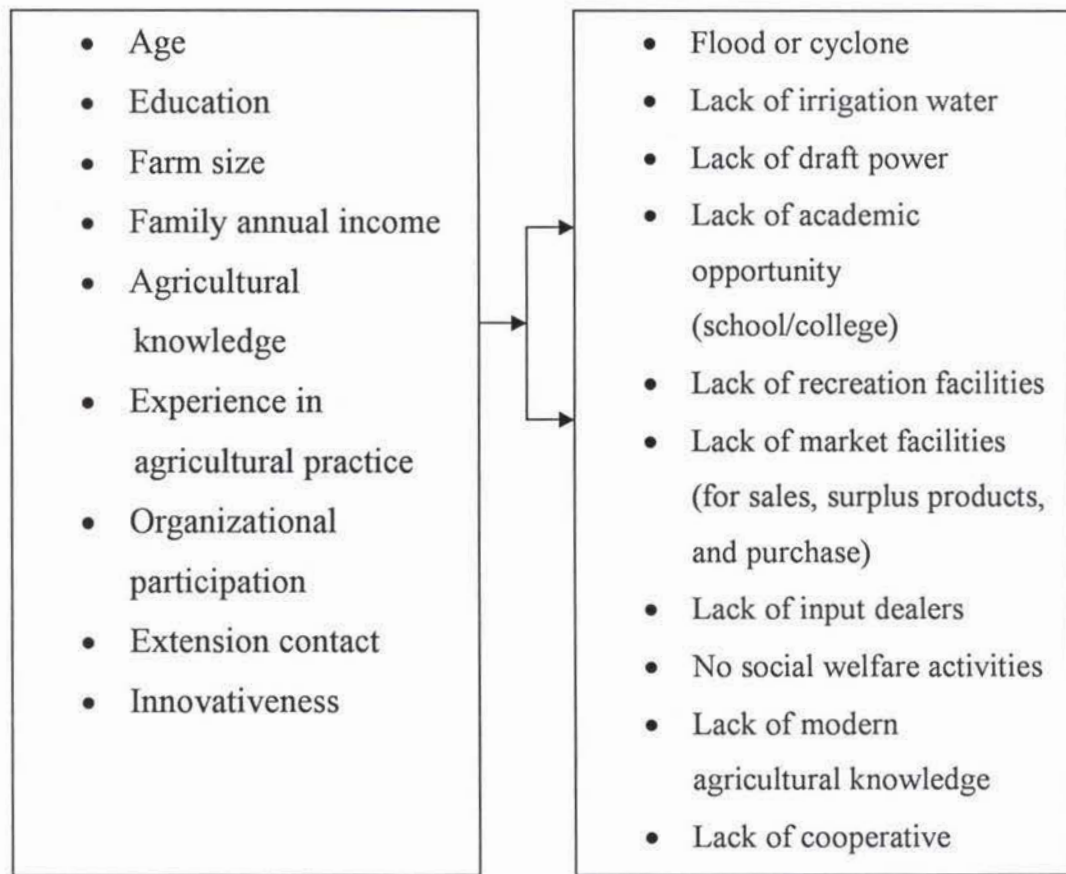 • Age
• Education
• Farm size
• Family annual income
• Agricultural
knowledge
• Experience in
agricultural practice
• Organizational
participation
• Extension contact
• Innovativeness
• Flood or cyclone
• Lack of irrigation water
• Lack of draft power
• Lack of academic
opportunity
(school/college)
• Lack of recreation facilities
• Lack of market facilities
(for sales, surplus products,
and purchase)
• Lack of input dealers
• No social welfare activities
• Lack of modern
agricultural knowledge
• Lack of cooperative